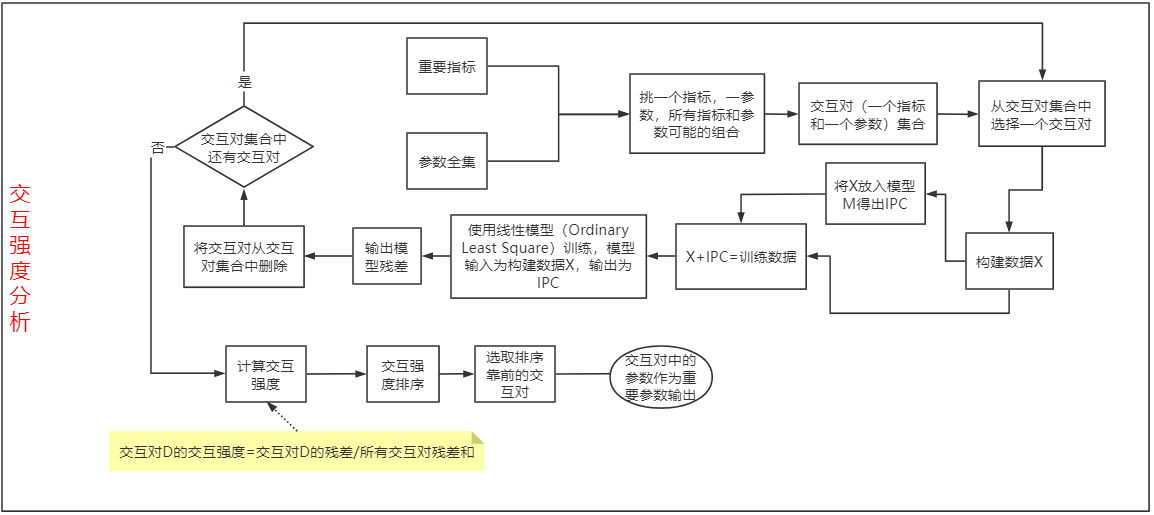 交互强度分析
是
重要指标
参数全集
挑一个指标，一参
数，所有指标和参
数可能的组合
交互对（一个指标
和一个参数）集合
从交互对集合中
选择一个交互对
否
交互对集合中
还有交互对
将X放入模型
M得出IPC
将交互对从交互
对集合中删除
输出模
型残差
使用线性模型（Ordinary
Least Square）训练，模型
输入为构建数据X，输出为
IPC
X+IPC=训练数据
构建数据X
计算交互
强度
交互强
度排序
选取排序
靠前的交
互对
交互对中的
参数作为重
要参数输出
交互对D的交互强度=交互对D的残差/所有交互对残差和